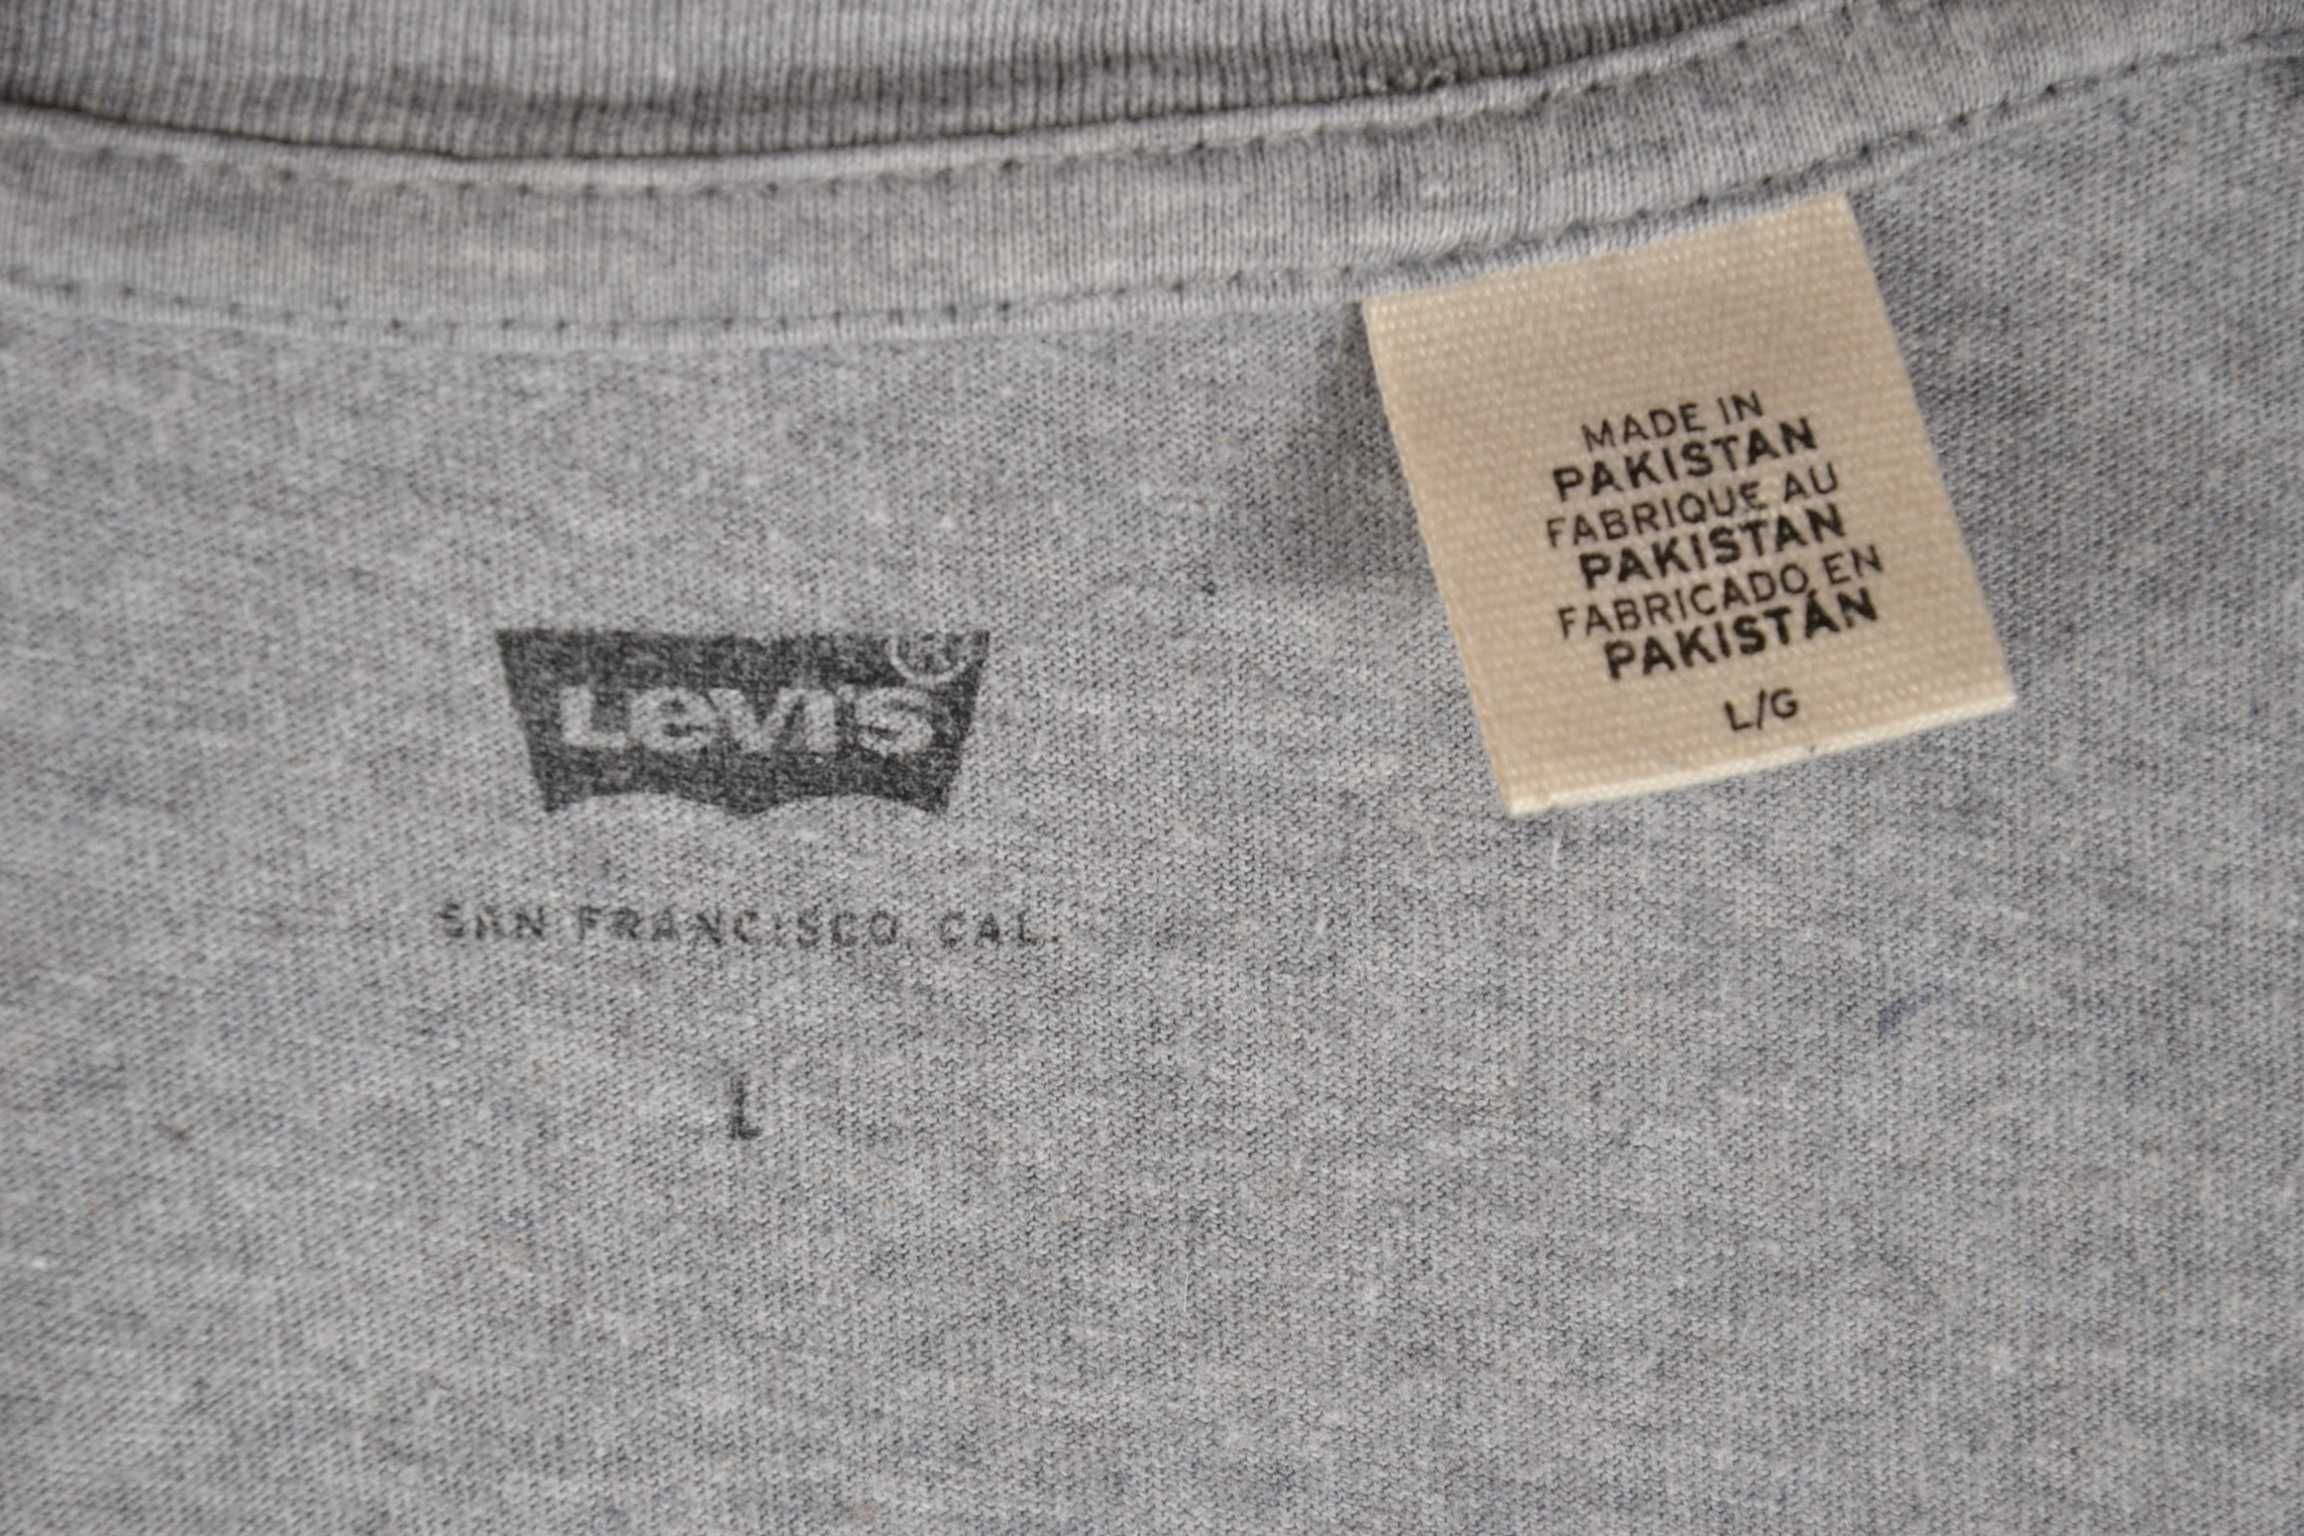 Levi's®
SAN FRANCISCO, CAL.
L
MADE IN
PAKISTAN
FABRIQUE AU
PAKISTAN
FABRICADO EN
PAKISTÁN
L/G